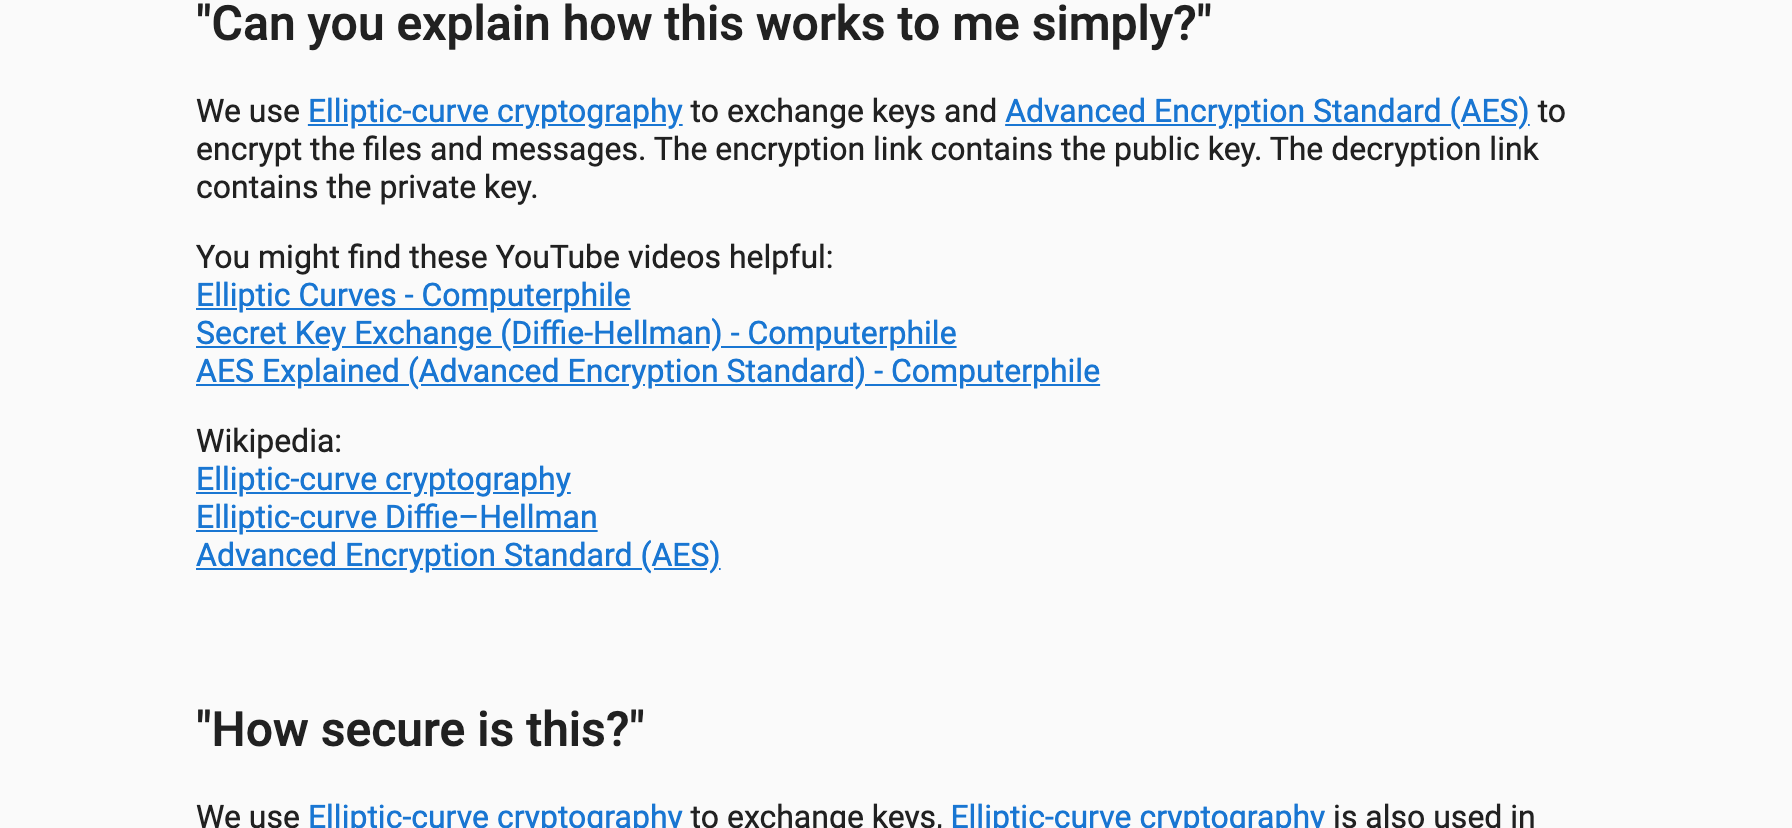 "Can you explain how this works to me simply?"
We use Elliptic-curve cryptography to exchange keys and Advanced Encryption Standard (AES) to
encrypt the files and messages. The encryption link contains the public key. The decryption link
contains the private key.
You might find these YouTube videos helpful:
Elliptic Curves - Computerphile
Secret Key Exchange (Diffie-Hellman) - Computerphile
AES Explained (Advanced Encryption Standard) - Computerphile
Wikipedia:
Elliptic-curve cryptography
Elliptic-curve Diffie–Hellman
Advanced Encryption Standard (AES)
"How secure is this?"
We use Elliptic-curve cryptography to exchange keys. Elliptic-curve cryptography is also used in